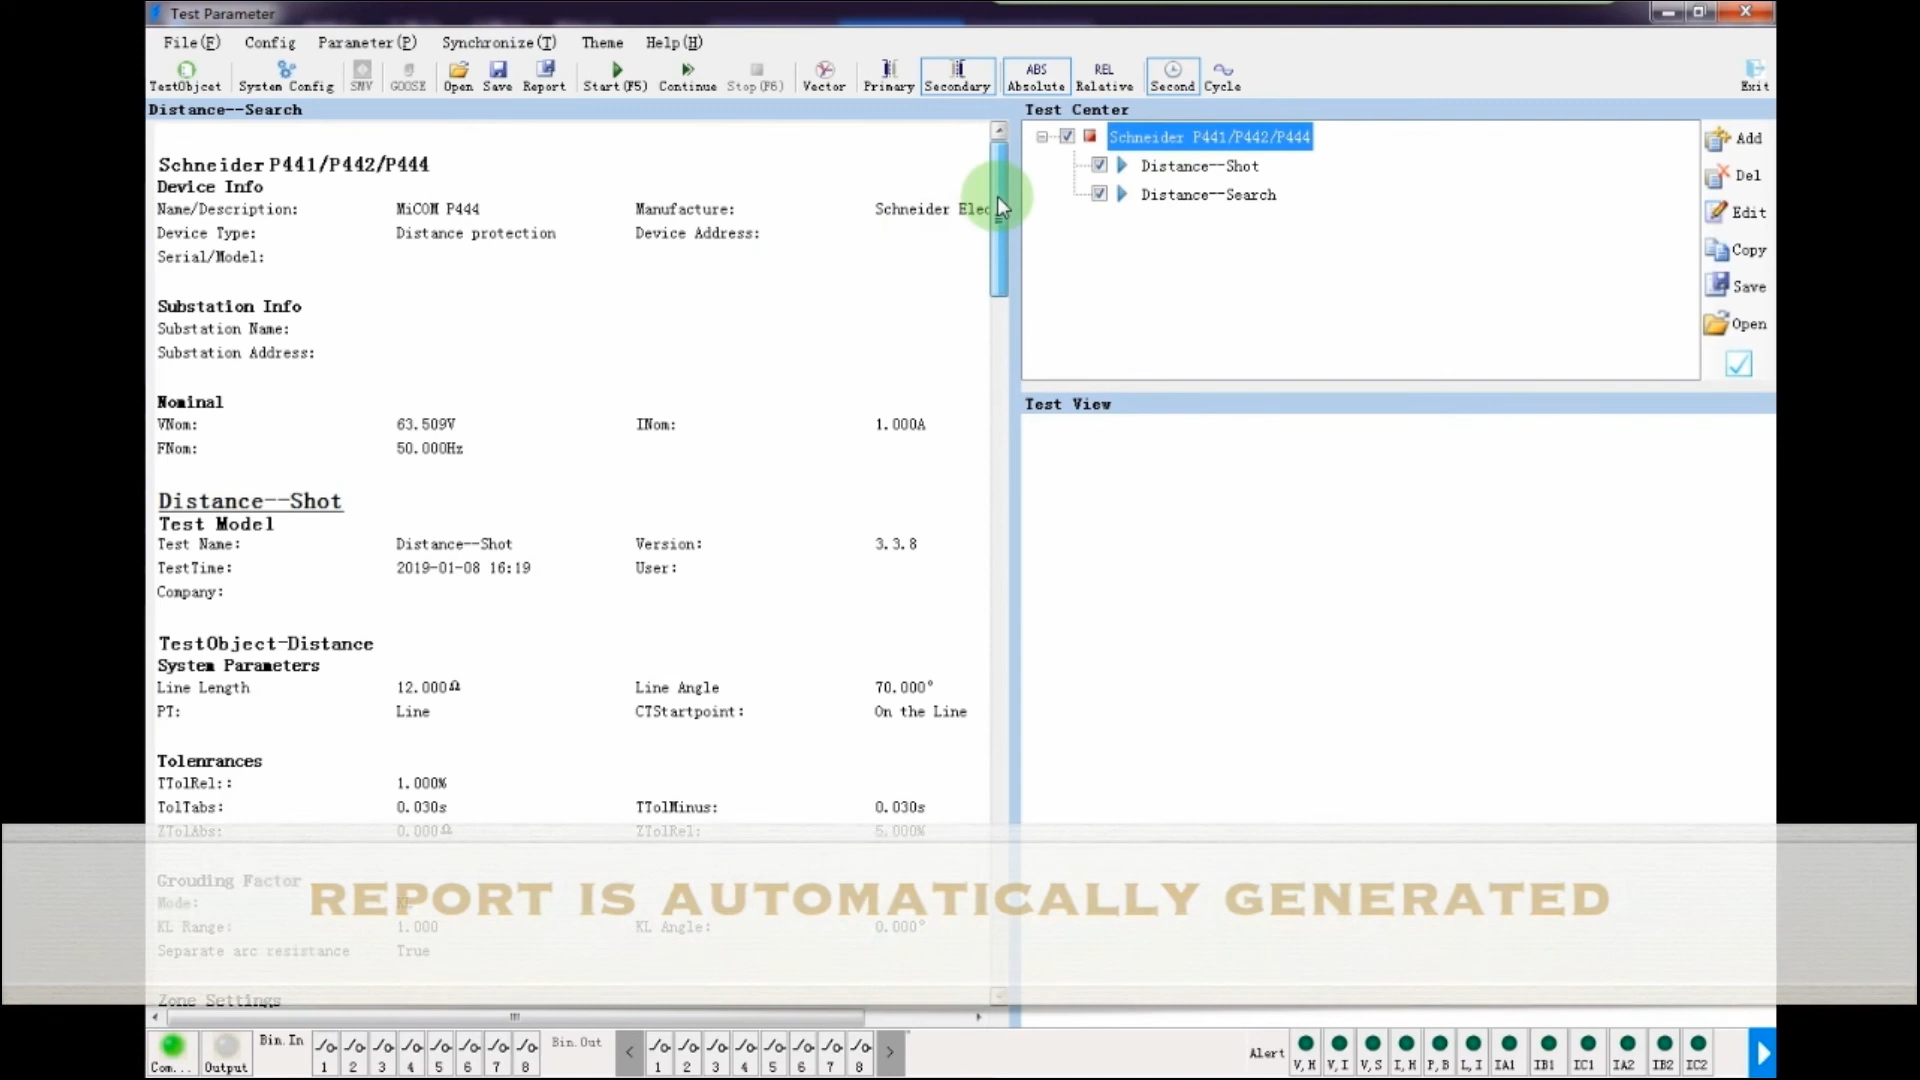 Test Parameter
File(F) Config Parameter(P) Synchronize(T) Theme Help(H)
TestObjcet System Config SMV GOOSE Open Save Report Start(F5) Continue Stop(F6) Vector Primary Secondary ABS Absolute REL Relative Second Cycle Exit
Distance--Search
Schneider P441/P442/P444
Device Info
Name/Description: MiCOM P444 Manufacture: Schneider Elec
Device Type: Distance protection Device Address:
Serial/Model:
Substation Info
Substation Name:
Substation Address:
Nominal
VNom: 63.509V INom: 1.000A
FNom: 50.000Hz
Distance--Shot
Test Model
Test Name: Distance--Shot Version: 3.3.8
TestTime: 2019-01-08 16:19 User:
Company:
TestObject-Distance
System Parameters
Line Length 12.000Ω Line Angle 70.000°
PT: Line CTStartpoint: On the Line
Tolenrances
TTolRel:: 1.000%
TolTabs: 0.030s TTolMinus: 0.030s
ZTolAbs: 0.000Ω ZTolRel: 5.000%
Grouding Factor
Mode:
KL Range: 1.000 KL Angle: 0.000°
Separate arc resistance True
Zone Settings
Test Center
Schneider P441/P442/P444
Distance--Shot
Distance--Search
Add
Del
Edit
Copy
Save
Open
Test View
REPORT IS AUTOMATICALLY GENERATED
Con... Output Bin.In 1 2 3 4 5 6 7 8 Bin.Out 1 2 3 4 5 6 7 8 Alert V,H V,I V,S I,H P,B L,I IA1 IB1 IC1 IA2 IB2 IC2